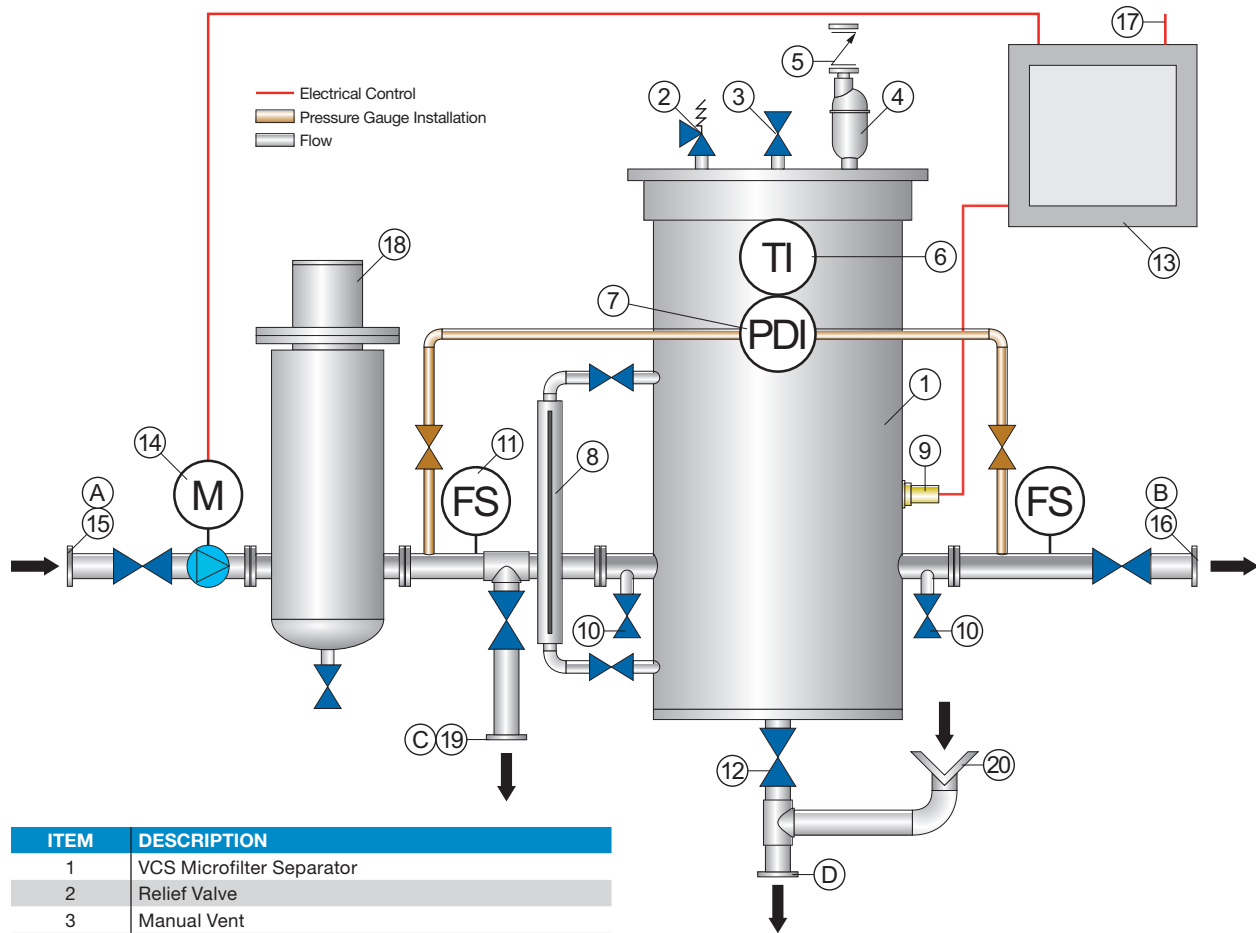 17
5
2
3
4
Electrical Control
Pressure Gauge Installation
Flow
18
TI
6
13
7
PDI
1
14
11
8
9
A
M
FS
FS
B
15
16
10
10
C 19
12
20
D
ITEM DESCRIPTION
1 VCS Microfilter Separator
2 Relief Valve
3 Manual Vent